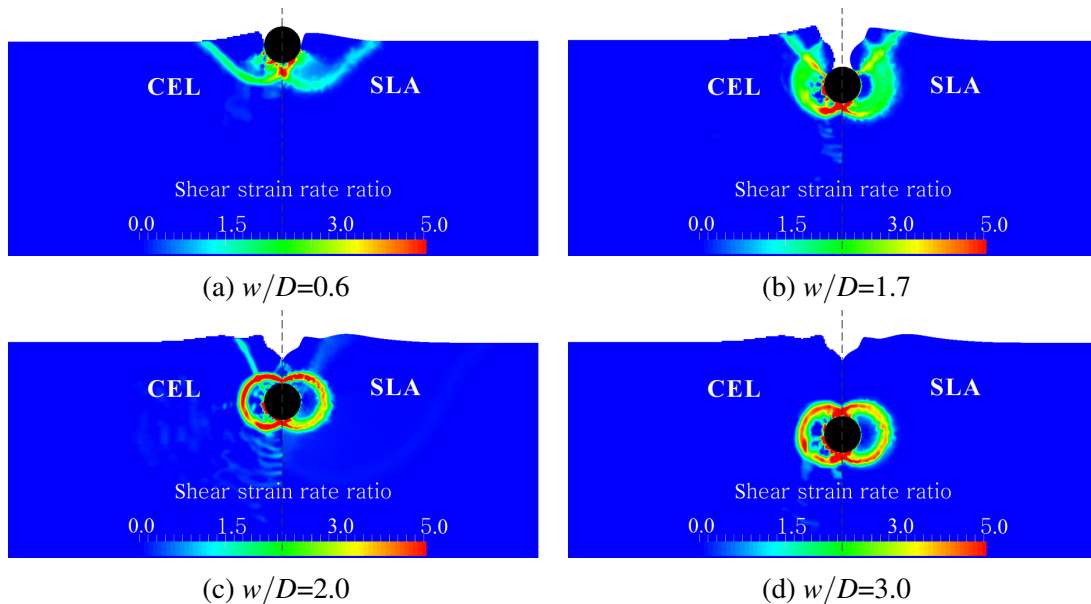 CEL SLA
Shear strain rate ratio
0.0 1.5 3.0 5.0
(a) w/D=0.6
CEL SLA
Shear strain rate ratio
0.0 1.5 3.0 5.0
(b) w/D=1.7
CEL SLA
Shear strain rate ratio
0.0 1.5 3.0 5.0
(c) w/D=2.0
CEL SLA
Shear strain rate ratio
0.0 1.5 3.0 5.0
(d) w/D=3.0